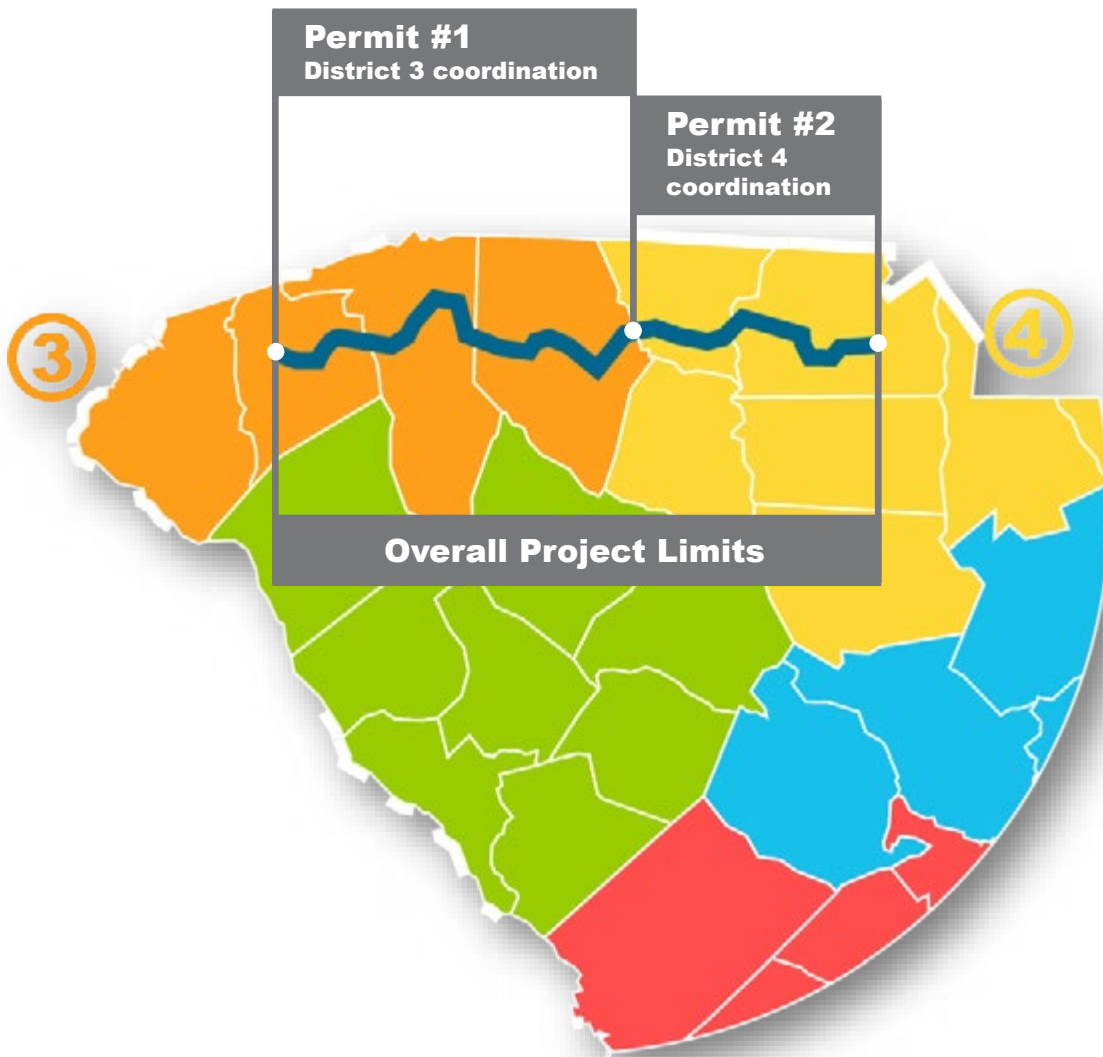 Permit #1
District 3 coordination
Permit #2
District 4
coordination
3
4
Overall Project Limits